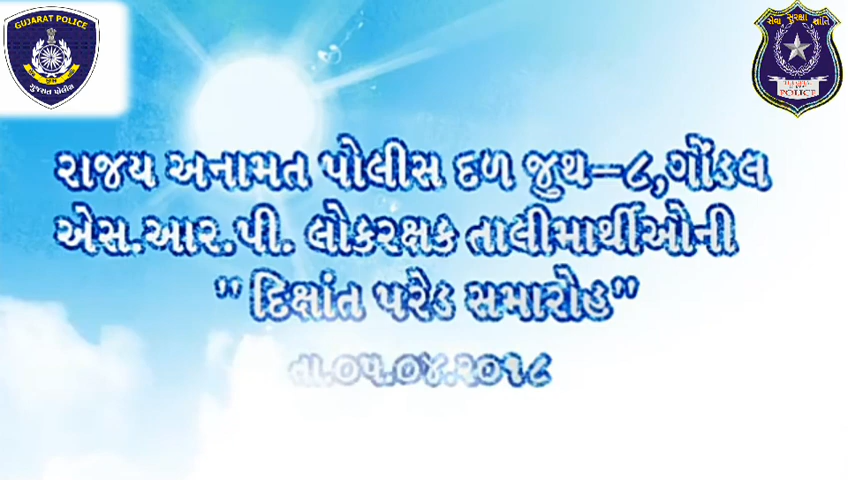 GUJARAT POLICE
ગુજરાત પોલીસ
સેવા સુરક્ષા શાંતિ
POLICE
રાજય અનામત પોલીસ દળ જુથ–૮,ગોંડલ
એસ.આર.પી. લોકરક્ષક તાલીમાર્થીઓની
" દિક્ષાંત પરેડ સમારોહ"
તા.૦૫.૦૪.૨૦૧૮